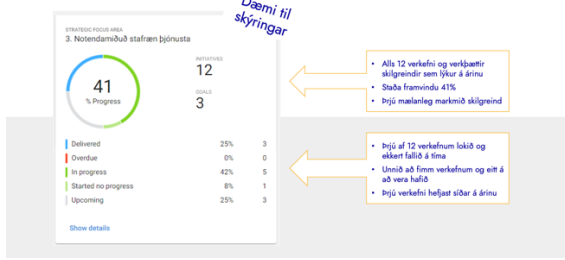 Dæmi til
skýringar
STRATEGIC FOCUS AREA
3. Notendamiðuð stafræn þjónusta
41
% Progress
INITIATIVES
12
GOALS
3
Delivered 25% 3
Overdue 0% 0
In progress 42% 5
Started no progress 8% 1
Upcoming 25% 3
Show details
• Alls 12 verkefni og verkþættir
skilgreindir sem lýkur á árinu
• Staða framvindu 41%
• Þrjú mælanleg markmið skilgreind
• Þrjú af 12 verkefnum lokið og
ekkert fallið á tíma
• Unnið að fimm verkefnum og eitt á
að vera hafið
• Þrjú verkefni hefjast síðar á árinu